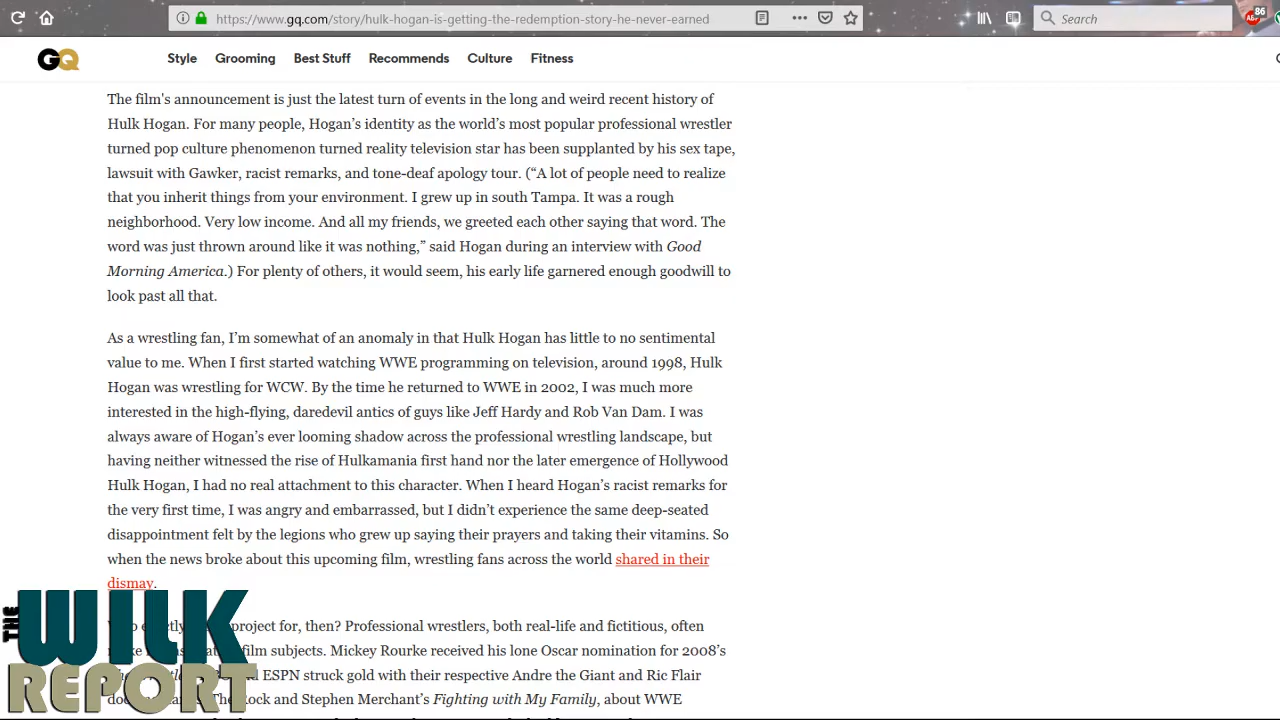 https://www.gq.com/story/hulk-hogan-is-getting-the-redemption-story-he-never-earned
Search
86
GQ
Style Grooming Best Stuff Recommends Culture Fitness
The film's announcement is just the latest turn of events in the long and weird recent history of
Hulk Hogan. For many people, Hogan’s identity as the world’s most popular professional wrestler
turned pop culture phenomenon turned reality television star has been supplanted by his sex tape,
lawsuit with Gawker, racist remarks, and tone-deaf apology tour. (“A lot of people need to realize
that you inherit things from your environment. I grew up in south Tampa. It was a rough
neighborhood. Very low income. And all my friends, we greeted each other saying that word. The
word was just thrown around like it was nothing,” said Hogan during an interview with Good
Morning America.) For plenty of others, it would seem, his early life garnered enough goodwill to
look past all that.
As a wrestling fan, I’m somewhat of an anomaly in that Hulk Hogan has little to no sentimental
value to me. When I first started watching WWE programming on television, around 1998, Hulk
Hogan was wrestling for WCW. By the time he returned to WWE in 2002, I was much more
interested in the high-flying, daredevil antics of guys like Jeff Hardy and Rob Van Dam. I was
always aware of Hogan’s ever looming shadow across the professional wrestling landscape, but
having neither witnessed the rise of Hulkamania first hand nor the later emergence of Hollywood
Hulk Hogan, I had no real attachment to this character. When I heard Hogan’s racist remarks for
the very first time, I was angry and embarrassed, but I didn’t experience the same deep-seated
disappointment felt by the legions who grew up saying their prayers and taking their vitamins. So
when the news broke about this upcoming film, wrestling fans across the world shared in their
dismay.
project for, then? Professional wrestlers, both real-life and fictitious, often
film subjects. Mickey Rourke received his lone Oscar nomination for 2008’s
ESPN struck gold with their respective Andre the Giant and Ric Flair
and Stephen Merchant’s Fighting with My Family, about WWE
THE WILK
REPORT